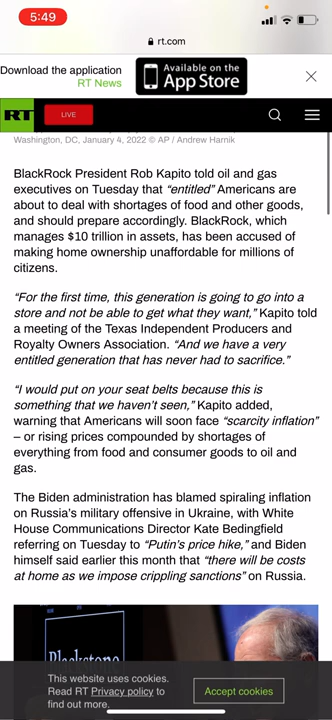 5:49
rt.com
Download the application
RT News
Available on the
App Store
RT
LIVE
Washington, DC, January 4, 2022 © AP / Andrew Harnik
BlackRock President Rob Kapito told oil and gas
executives on Tuesday that “entitled” Americans are
about to deal with shortages of food and other goods,
and should prepare accordingly. BlackRock, which
manages $10 trillion in assets, has been accused of
making home ownership unaffordable for millions of
citizens.
“For the first time, this generation is going to go into a
store and not be able to get what they want,” Kapito told
a meeting of the Texas Independent Producers and
Royalty Owners Association. “And we have a very
entitled generation that has never had to sacrifice.”
“I would put on your seat belts because this is
something that we haven’t seen,” Kapito added,
warning that Americans will soon face “scarcity inflation”
– or rising prices compounded by shortages of
everything from food and consumer goods to oil and
gas.
The Biden administration has blamed spiraling inflation
on Russia’s military offensive in Ukraine, with White
House Communications Director Kate Bedingfield
referring on Tuesday to “Putin’s price hike,” and Biden
himself said earlier this month that “there will be costs
at home as we impose crippling sanctions” on Russia.
Blackstone
This website uses cookies.
Read RT Privacy policy to
find out more.
Accept cookies